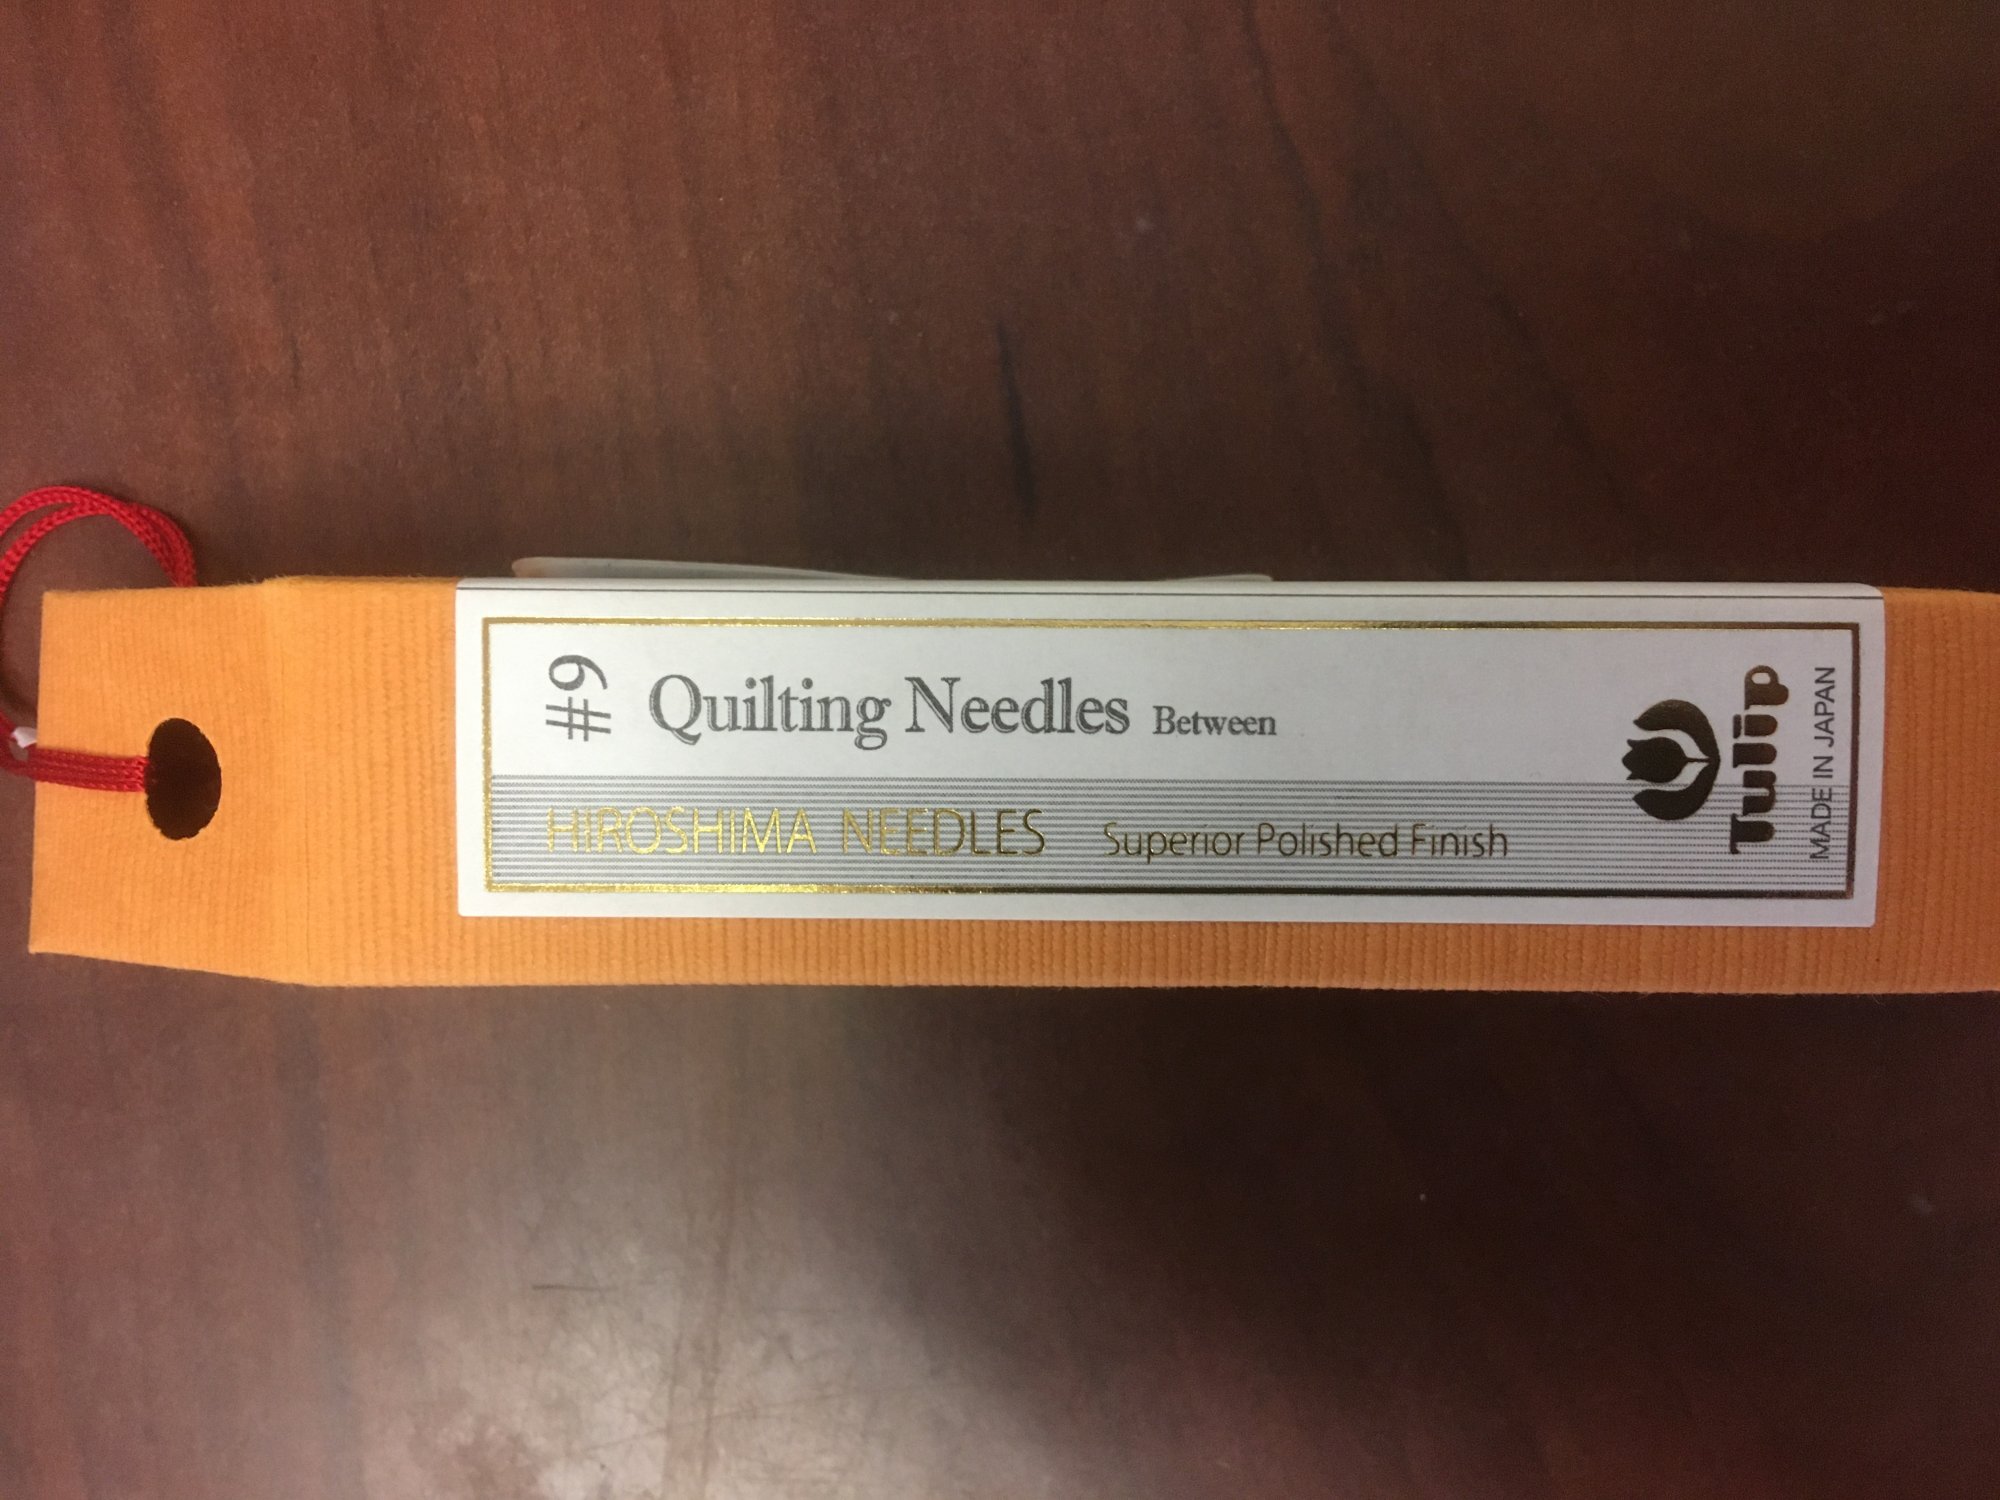 #9
Quilting Needles Between
HIROSHIMA NEEDLES Superior Polished Finish
Tulip
MADE IN JAPAN